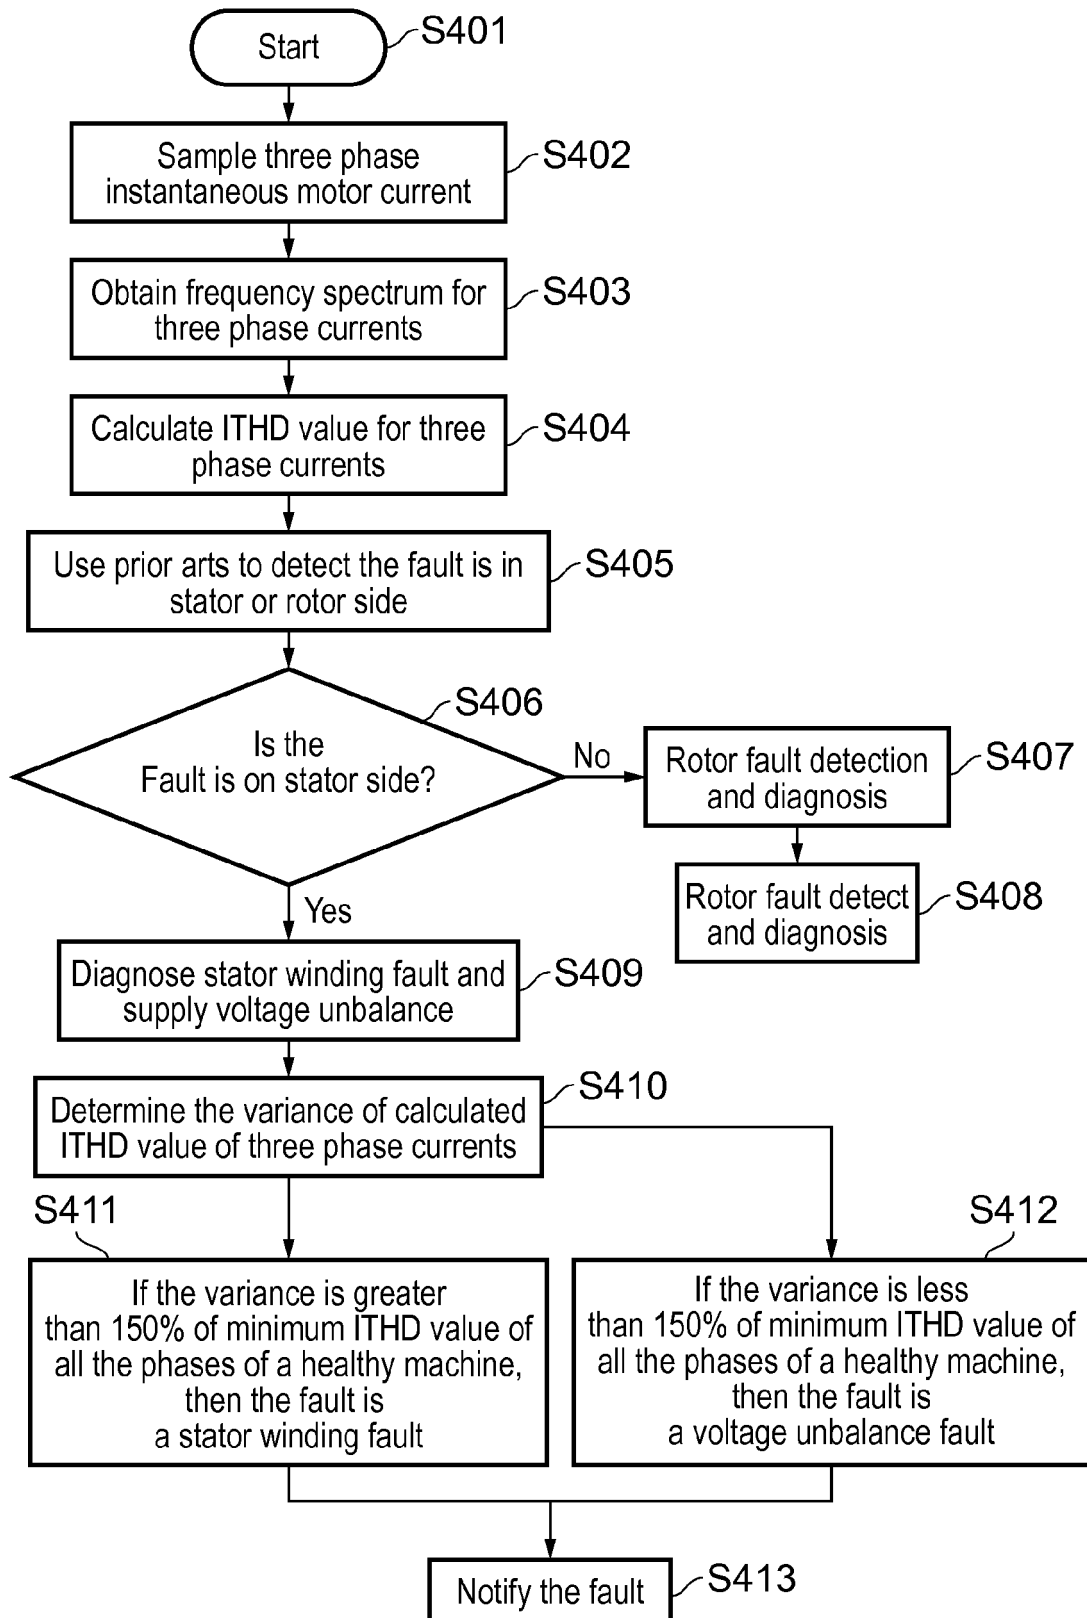 Start
S401
Sample three phase
instantaneous motor current
S402
Obtain frequency spectrum for
three phase currents
S403
Calculate ITHD value for three
phase currents
S404
Use prior arts to detect the fault is in
stator or rotor side
S405
Is the
Fault is on stator side?
S406
No
Rotor fault detection
and diagnosis
S407
Rotor fault detect
and diagnosis
S408
Yes
Diagnose stator winding fault and
supply voltage unbalance
S409
Determine the variance of calculated
ITHD value of three phase currents
S410
S411
If the variance is greater
than 150% of minimum ITHD value of
all the phases of a healthy machine,
then the fault is
a stator winding fault
S412
If the variance is less
than 150% of minimum ITHD value of
all the phases of a healthy machine,
then the fault is
a voltage unbalance fault
Notify the fault
S413